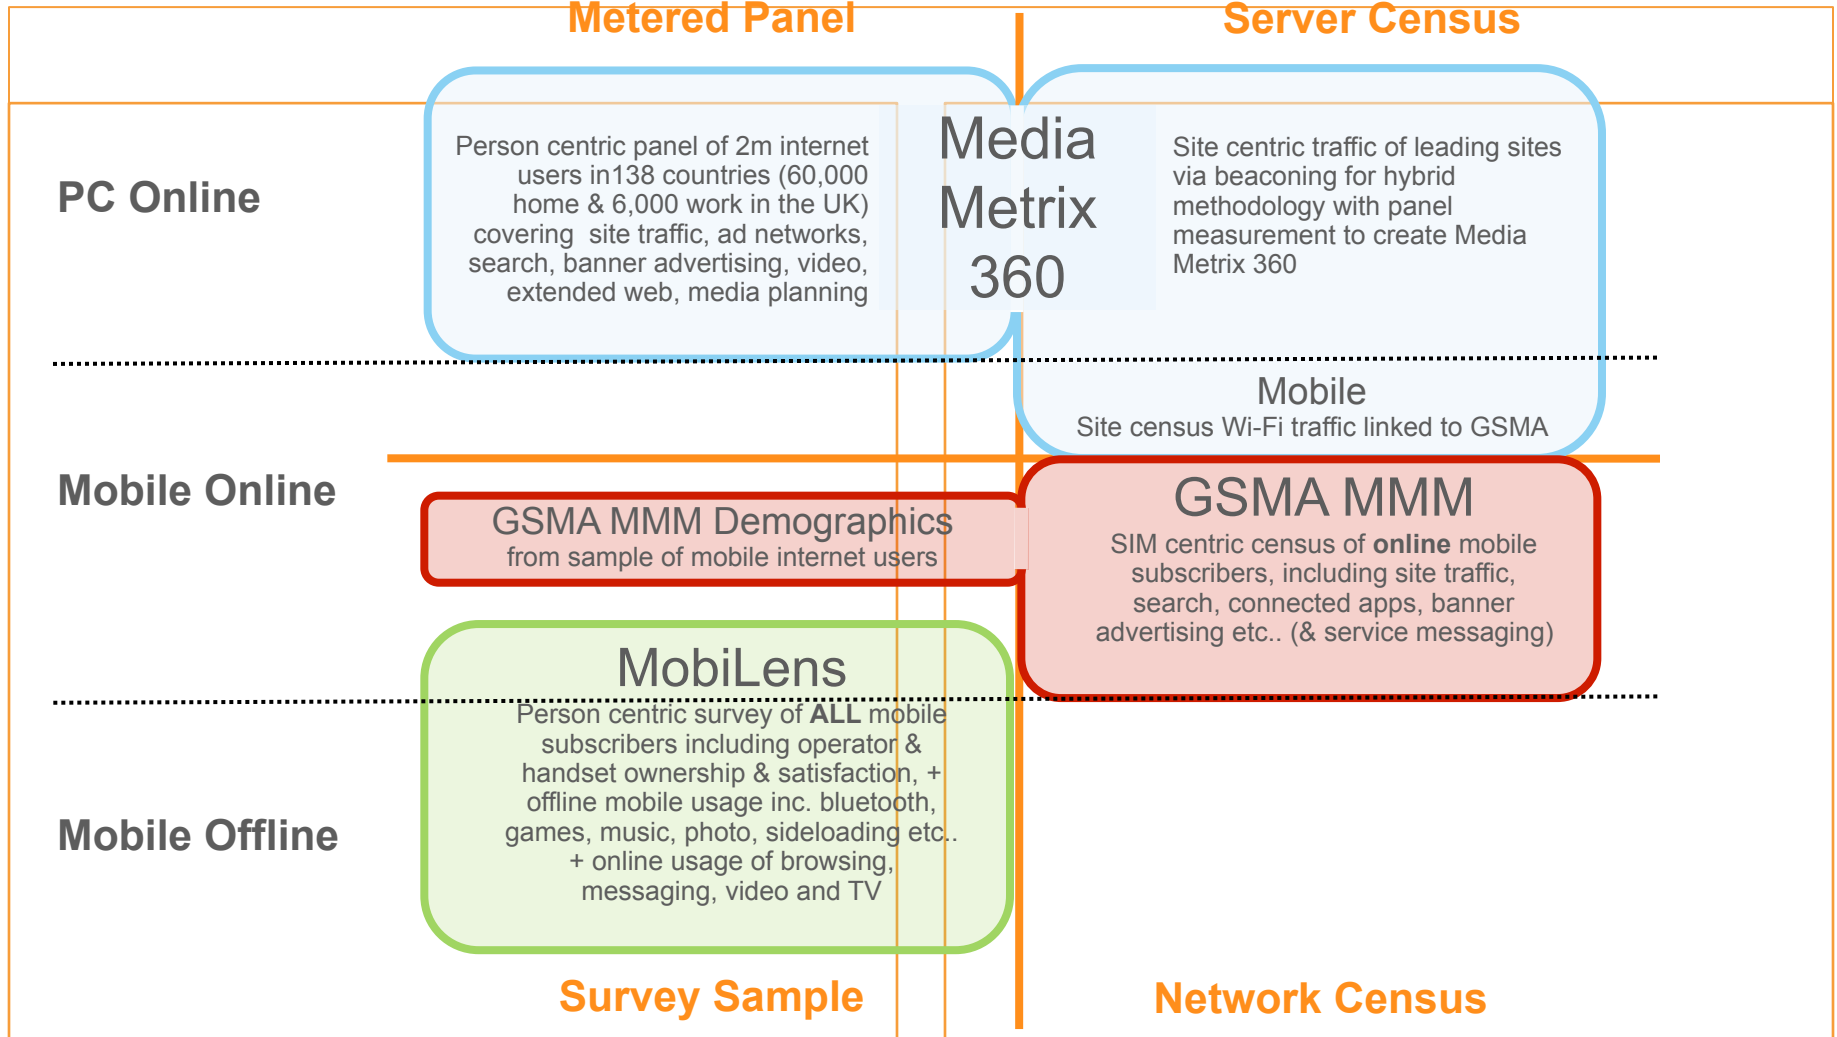 Metered Panel
Server Census
PC Online
Person centric panel of 2m internet
users in138 countries (60,000
home & 6,000 work in the UK)
covering  site traffic, ad networks,
search, banner advertising, video,
extended web, media planning
Media
Metrix
360
Site centric traffic of leading sites
via beaconing for hybrid
methodology with panel
measurement to create Media
Metrix 360
Mobile
Site census Wi-Fi traffic linked to GSMA
Mobile Online
GSMA MMM Demographics
from sample of mobile internet users
GSMA MMM
SIM centric census of online mobile
subscribers, including site traffic,
search, connected apps, banner
advertising etc.. (& service messaging)
MobiLens
Person centric survey of ALL mobile
subscribers including operator &
handset ownership & satisfaction, +
offline mobile usage inc. bluetooth,
games, music, photo, sideloading etc..
+ online usage of browsing,
messaging, video and TV
Mobile Offline
Survey Sample
Network Census